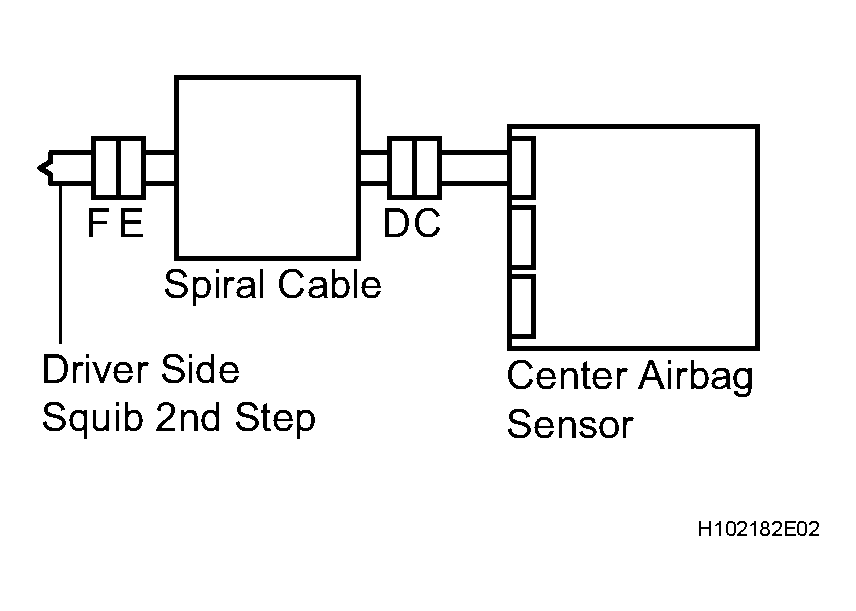 F E
D C
Spiral Cable
Driver Side
Squib 2nd Step
Center Airbag
Sensor
H102182E02